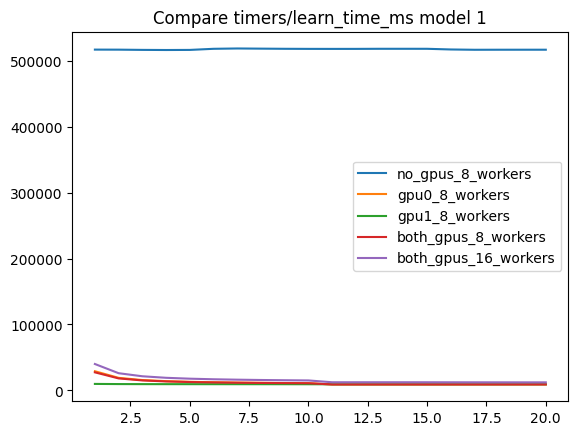 Compare timers/learn_time_ms model 1
500000
400000
300000
200000
100000
0
no_gpus_8_workers
gpu0_8_workers
gpu1_8_workers
both_gpus_8_workers
both_gpus_16_workers
2.5 5.0 7.5 10.0 12.5 15.0 17.5 20.0